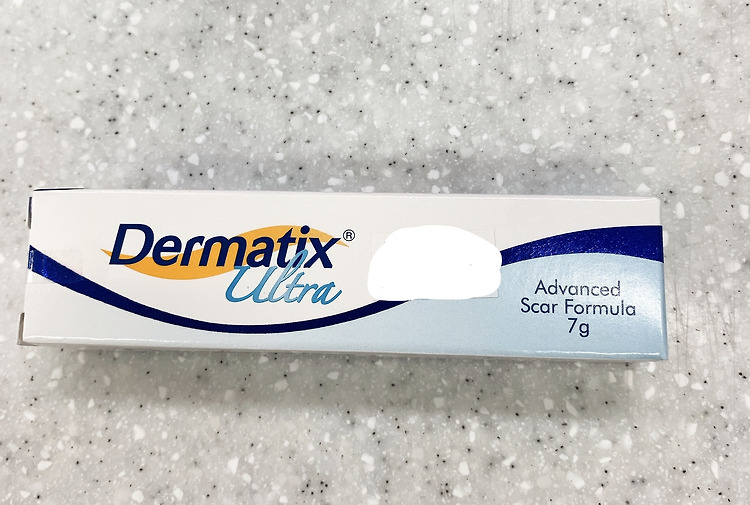 Dermatix®
Ultra
Advanced
Scar Formula
7g